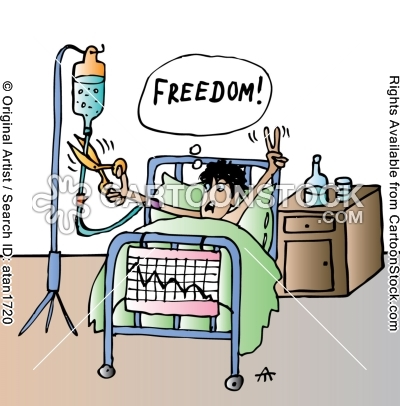 FREEDOM!
© Original Artist / Search ID: atan1720
CARTOONSTOCK
.com
Rights Available from CartoonStock.com